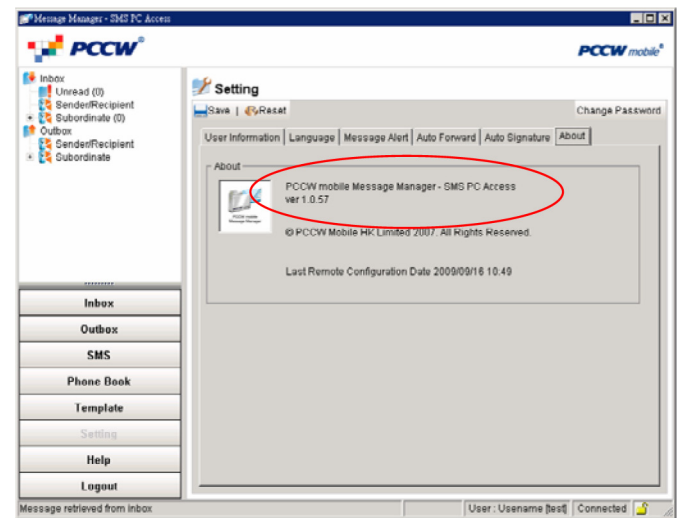 Message Manager - SMS PC Access
PCCW®
PCCW mobile®
Inbox
Unread (0)
Sender/Recipient
Subordinate (0)
Outbox
Sender/Recipient
Subordinate
Setting
Save | Reset
Change Password
User Information Language Message Alert Auto Forward Auto Signature About
About
PCCW mobile Message Manager - SMS PC Access
ver 1.0.57
© PCCW Mobile HK Limited 2007. All Rights Reserved.
Last Remote Configuration Date 2009/09/16 10:49
Inbox
Outbox
SMS
Phone Book
Template
Setting
Help
Logout
Message retrieved from inbox
User : Usename [test]
Connected